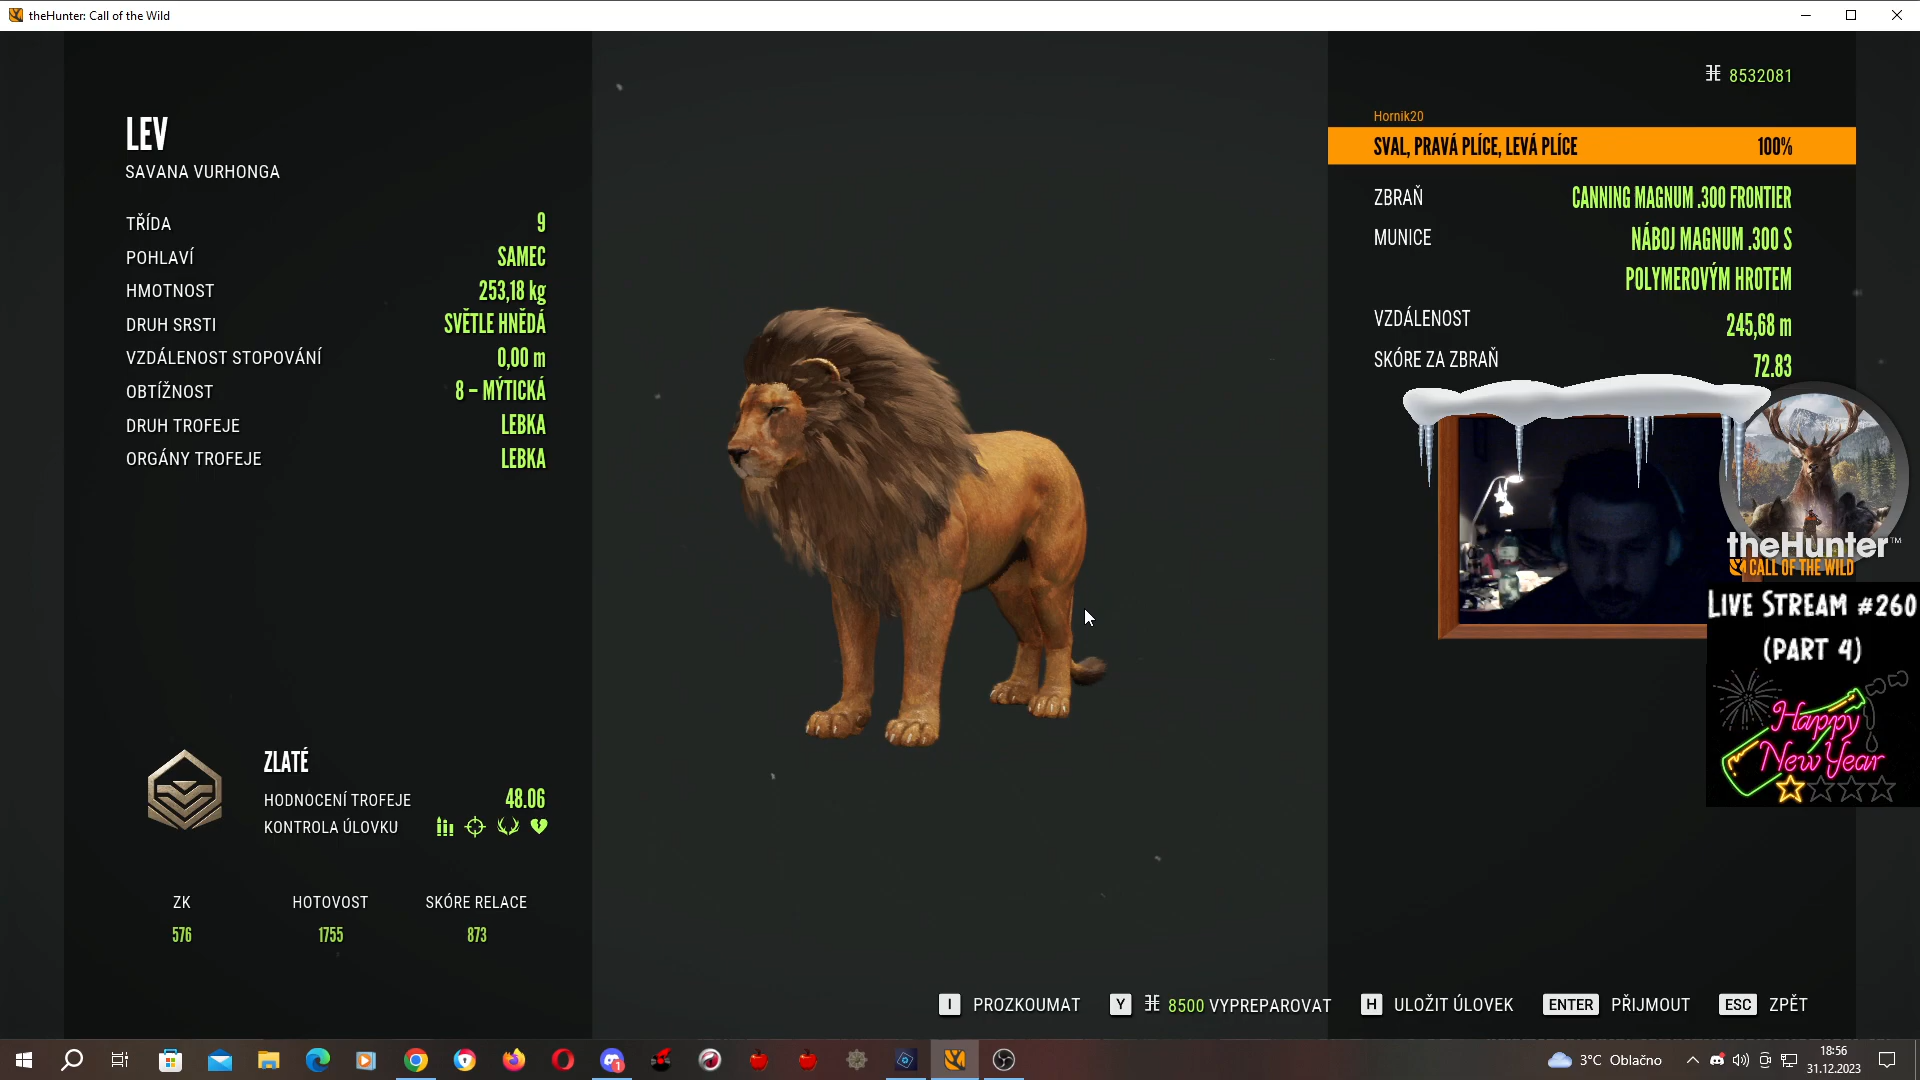 theHunter: Call of the Wild
8532081
LEV
SAVANA VURHONGA
TŘÍDA 9
POHLAVÍ SAMEC
HMOTNOST 253,18 kg
DRUH SRSTI SVĚTLE HNĚDÁ
VZDÁLENOST STOPOVÁNÍ 0,00 m
OBTÍŽNOST 8 – MÝTICKÁ
DRUH TROFEJE LEBKA
ORGÁNY TROFEJE LEBKA
ZLATÉ
HODNOCENÍ TROFEJE 48.06
KONTROLA ÚLOVKU
ZK HOTOVOST SKÓRE RELACE
576 1755 873
Hornik20
SVAL, PRAVÁ PLÍCE, LEVÁ PLÍCE 100%
ZBRAŇ CANNING MAGNUM .300 FRONTIER
MUNICE NÁBOJ MAGNUM .300 S
POLYMEROVÝM HROTEM
VZDÁLENOST 245,68 m
SKÓRE ZA ZBRAŇ 72.83
theHunter™
CALL OF THE WILD
LIVE STREAM #260
(PART 4)
Happy
New Year
I PROZKOUMAT Y 8500 VYPREPAROVAT H ULOŽIT ÚLOVEK ENTER PŘIJMOUT ESC ZPĚT
1
3°C Oblačno
18:56
31.12.2023